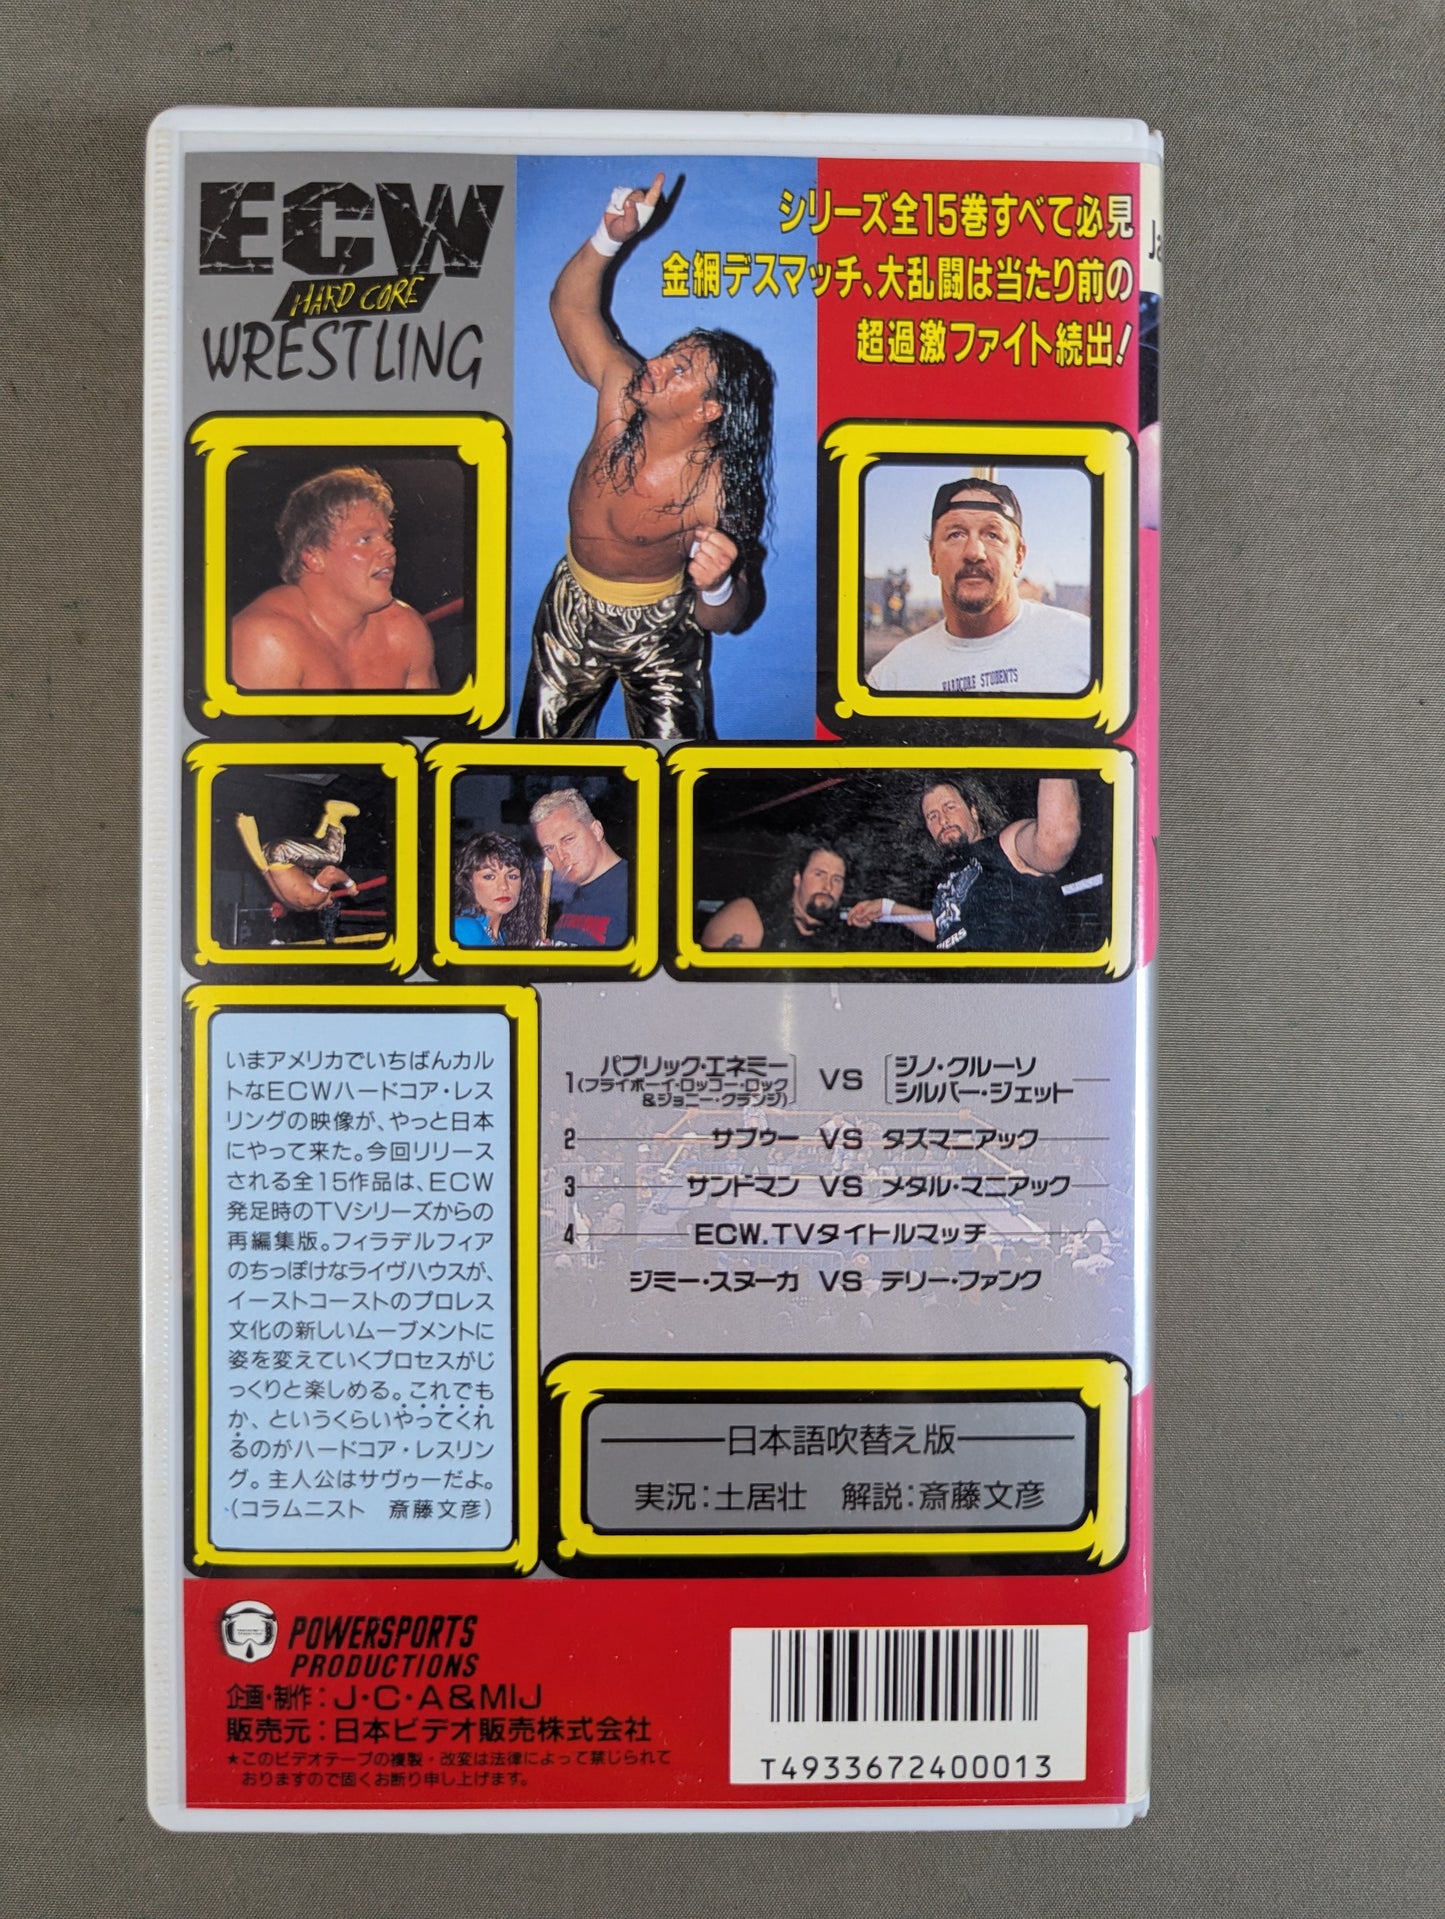 ECW
HARD CORE
WRESTLING
シリーズ全15巻すべて必見
金網デスマッチ、大乱闘は当たり前の
超過激ファイト続出!
HARDCORE STUDENTS
いまアメリカでいちばんカル
トなECWハードコア・レス
リングの映像が、やっと日本
にやって来た。今回リリース
される全15作品は、ECW
発足時のTVシリーズからの
再編集版。フィラデルフィア
のちっぽけなライヴハウスが、
イーストコーストのプロレス
文化の新しいムーブメントに
姿を変えていくプロセスがじ
っくりと楽しめる。これでも
か、というくらいやってくれ
るのがハードコア・レスリン
グ。主人公はサヴゥーだよ。
(コラムニスト 斎藤文彦)
1 パブリック・エネミー
(フライボーイ・ロッコー・ロック
&ジョニー・グランジ)
VS
ジノ・クルーソ
シルバー・ジェット
2 サブゥー VS タズマニアック
3 サンドマン VS メタル・マニアック
4 ECW.TVタイトルマッチ
ジミー・スヌーカ VS テリー・ファンク
日本語吹替え版
実況:土居壮 解説:斎藤文彦
POWERSPORTS
PRODUCTIONS
企画・制作:J・C・A&MIJ
販売元:日本ビデオ販売株式会社
★このビデオテープの複製・改変は法律によって禁じられて
おりますので固くお断り申し上げます。
T4933672400013